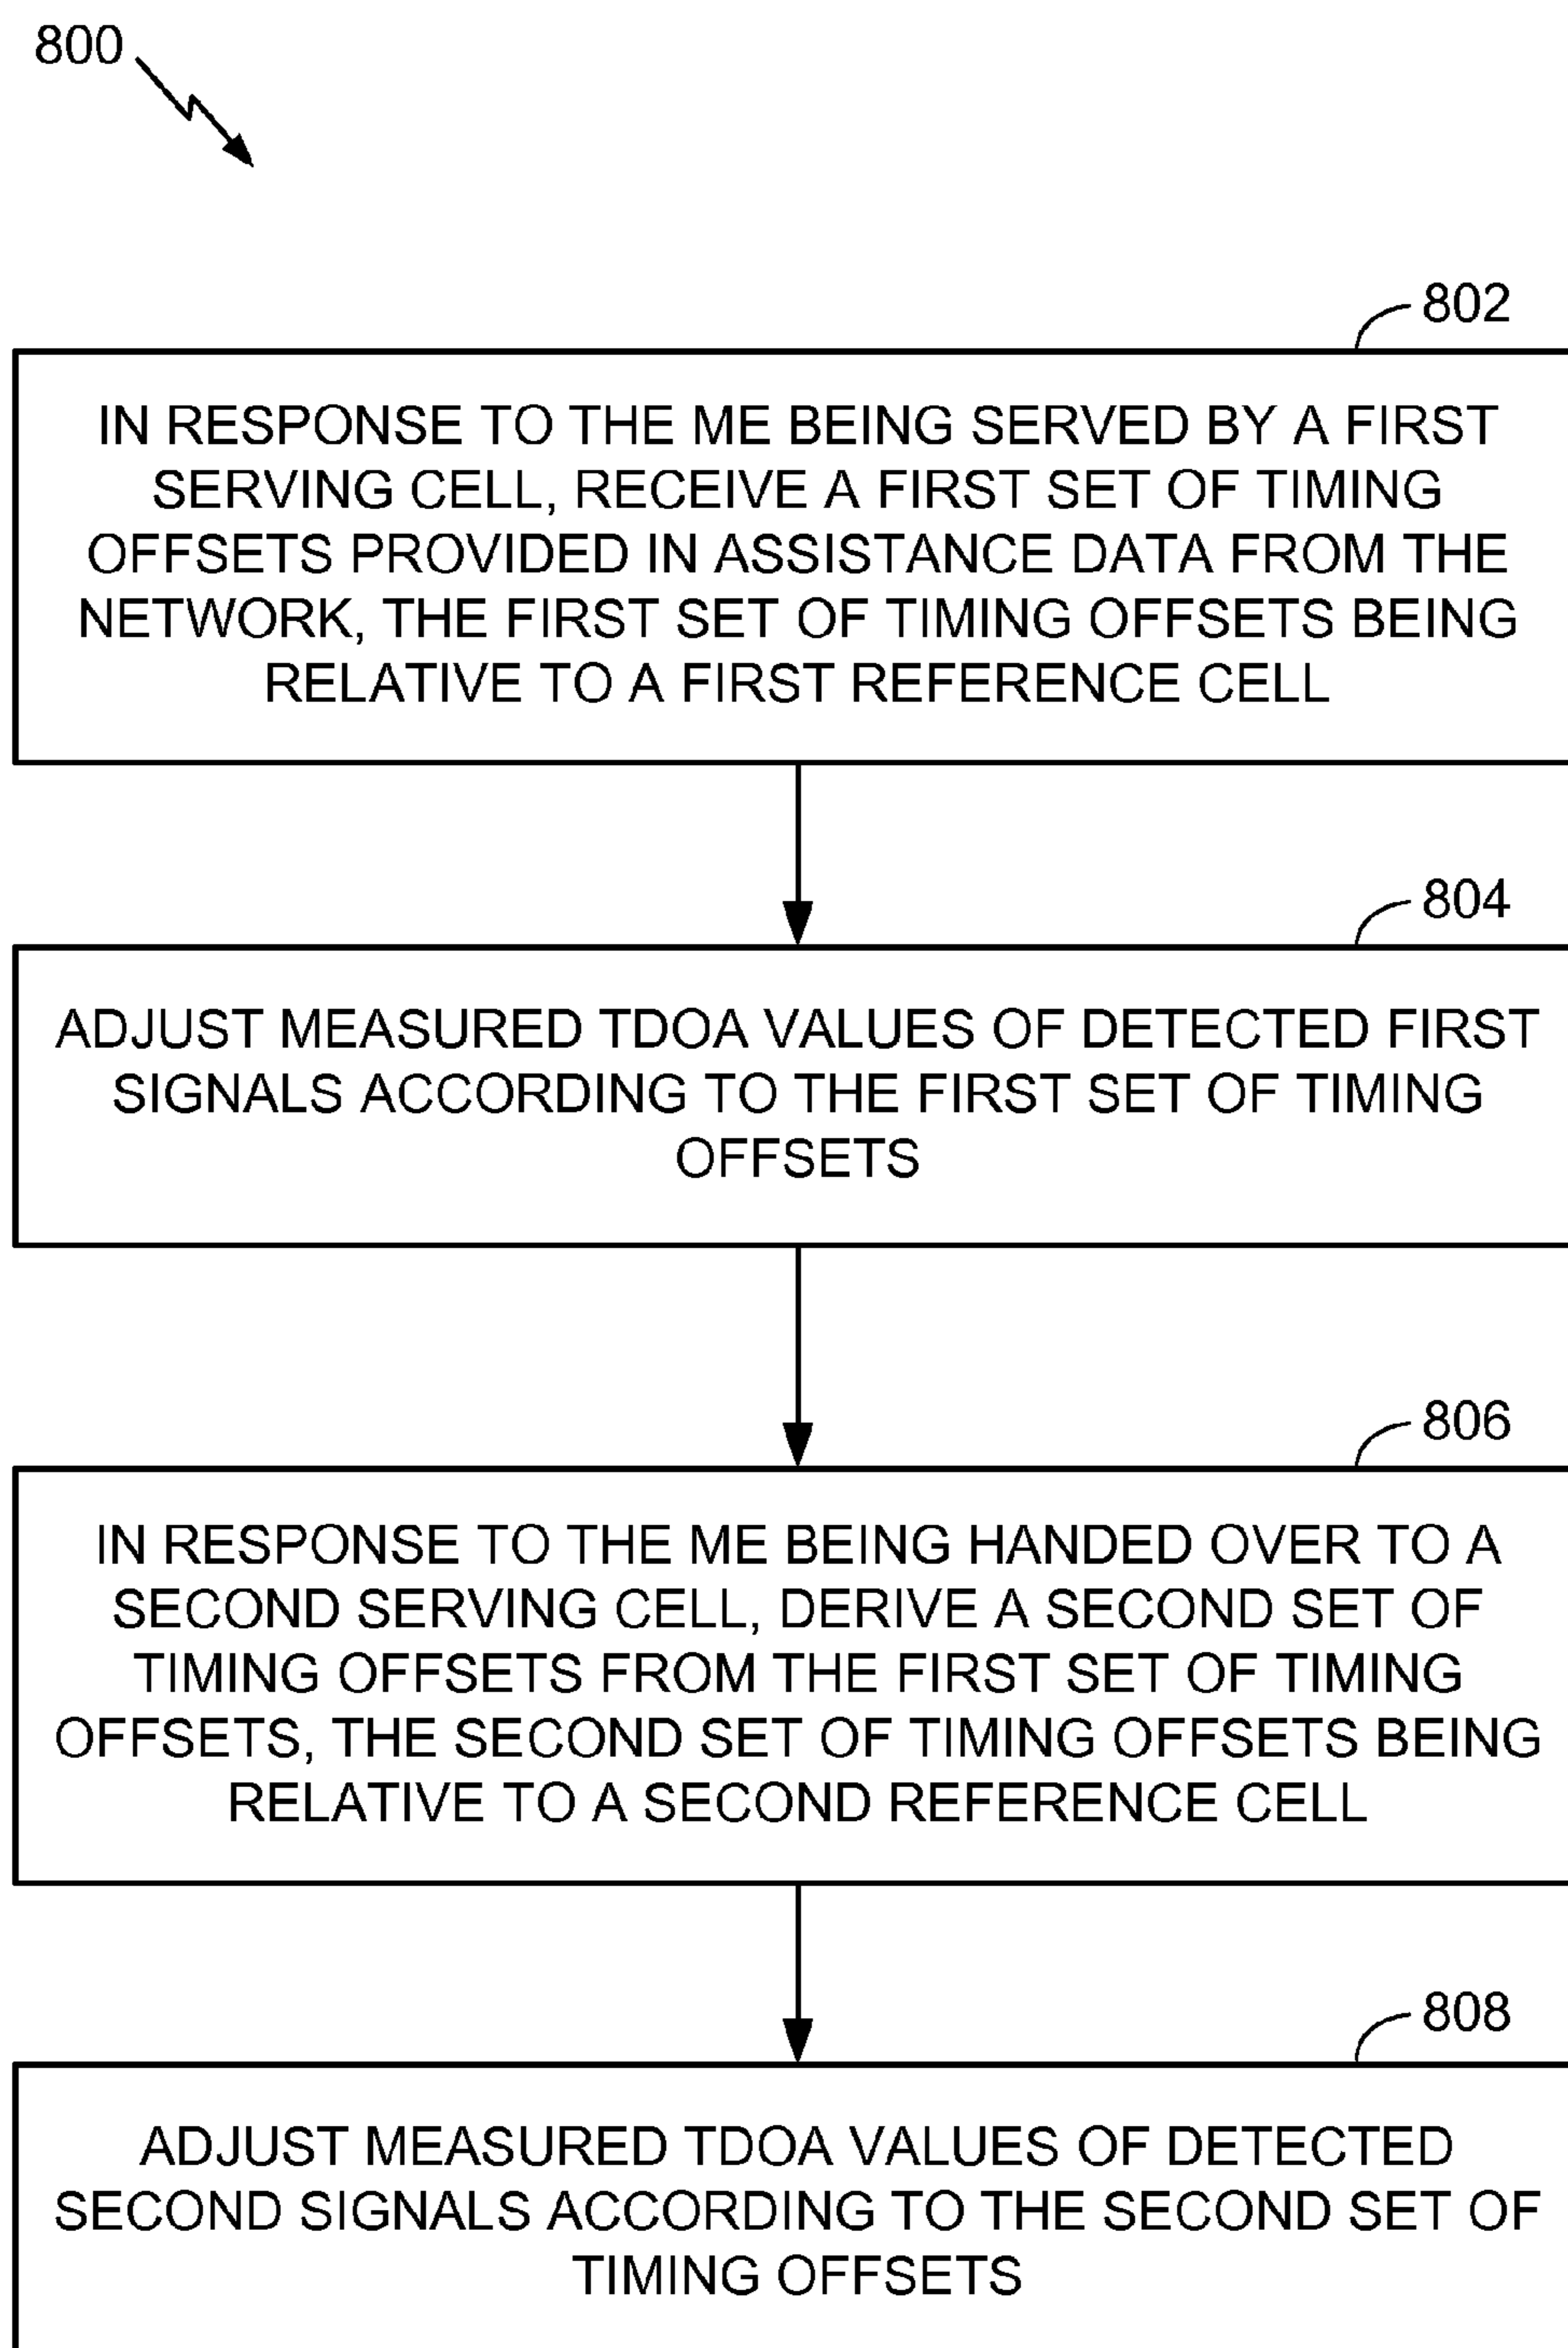 800
802
IN RESPONSE TO THE ME BEING SERVED BY A FIRST
SERVING CELL, RECEIVE A FIRST SET OF TIMING
OFFSETS PROVIDED IN ASSISTANCE DATA FROM THE
NETWORK, THE FIRST SET OF TIMING OFFSETS BEING
RELATIVE TO A FIRST REFERENCE CELL
804
ADJUST MEASURED TDOA VALUES OF DETECTED FIRST
SIGNALS ACCORDING TO THE FIRST SET OF TIMING
OFFSETS
806
IN RESPONSE TO THE ME BEING HANDED OVER TO A
SECOND SERVING CELL, DERIVE A SECOND SET OF
TIMING OFFSETS FROM THE FIRST SET OF TIMING
OFFSETS, THE SECOND SET OF TIMING OFFSETS BEING
RELATIVE TO A SECOND REFERENCE CELL
808
ADJUST MEASURED TDOA VALUES OF DETECTED
SECOND SIGNALS ACCORDING TO THE SECOND SET OF
TIMING OFFSETS